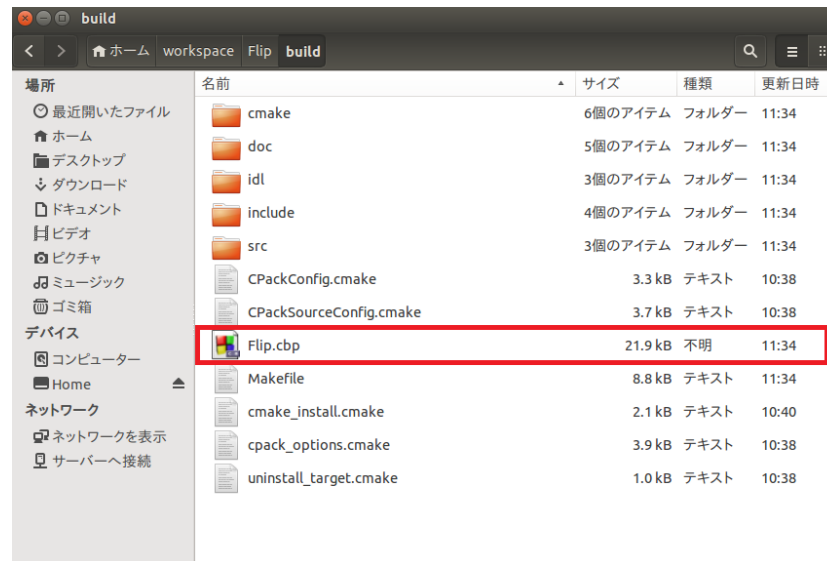 build
ホーム workspace Flip build
場所
最近開いたファイル
ホーム
デスクトップ
ダウンロード
ドキュメント
ビデオ
ピクチャ
ミュージック
ゴミ箱
デバイス
コンピューター
Home
ネットワーク
ネットワークを表示
サーバーへ接続
名前 サイズ 種類 更新日時
cmake 6個のアイテム フォルダー 11:34
doc 5個のアイテム フォルダー 11:34
idl 3個のアイテム フォルダー 11:34
include 4個のアイテム フォルダー 11:34
src 3個のアイテム フォルダー 11:34
CPackConfig.cmake 3.3 kB テキスト 10:38
CPackSourceConfig.cmake 3.7 kB テキスト 10:38
Flip.cbp 21.9 kB 不明 11:34
Makefile 8.8 kB テキスト 11:34
cmake_install.cmake 2.1 kB テキスト 10:40
cpack_options.cmake 3.9 kB テキスト 10:38
uninstall_target.cmake 1.0 kB テキスト 10:38